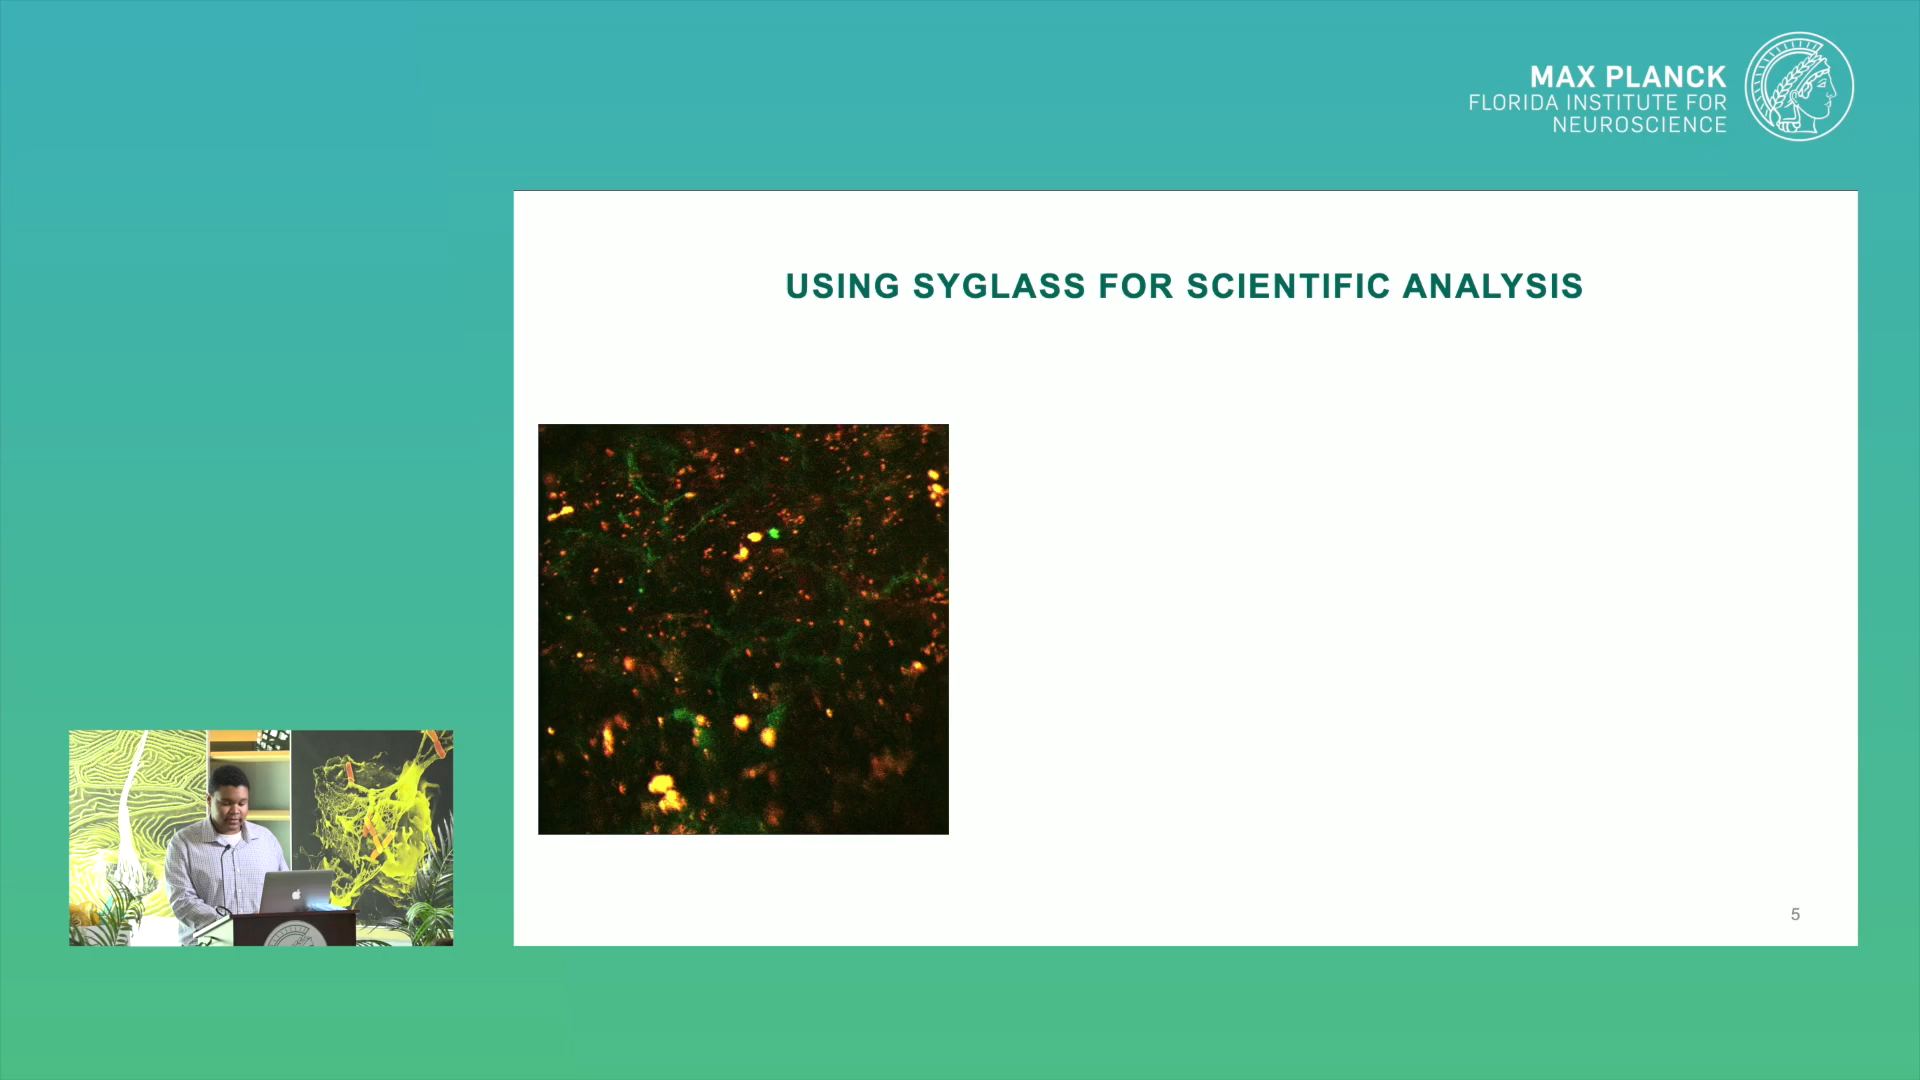 MAX PLANCK
FLORIDA INSTITUTE FOR
NEUROSCIENCE
USING SYGLASS FOR SCIENTIFIC ANALYSIS
5